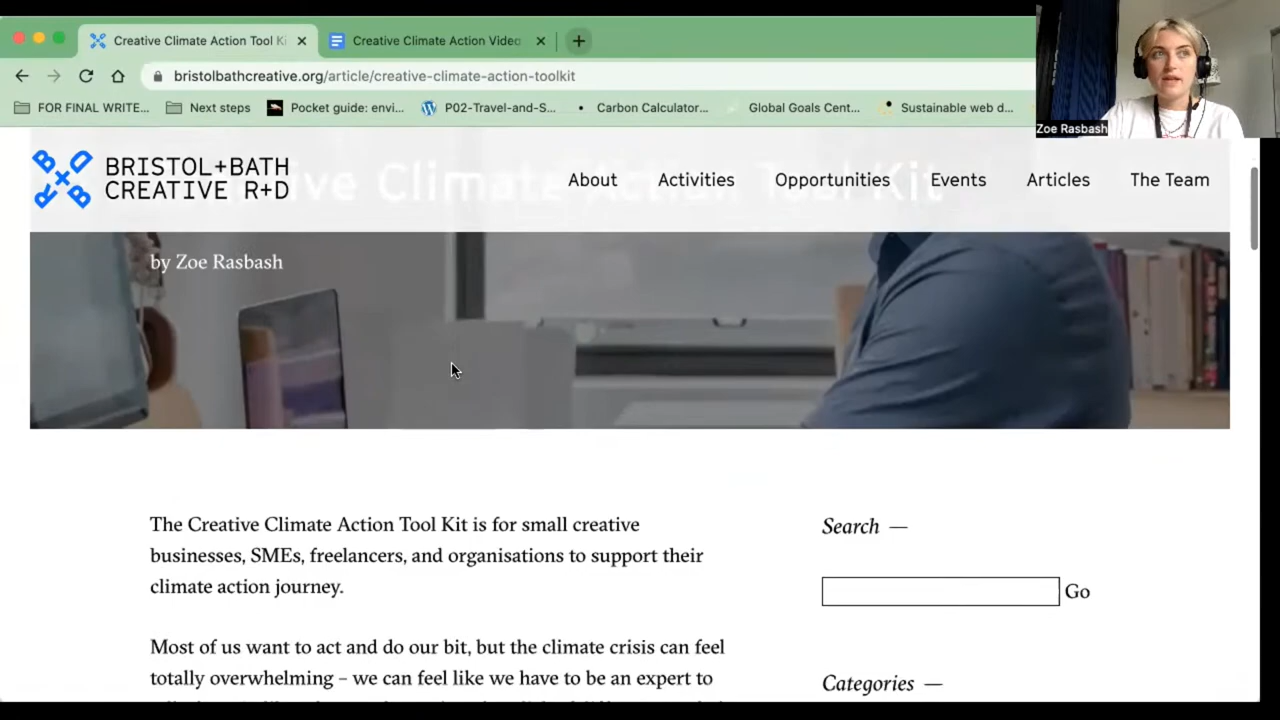 Creative Climate Action Tool Ki
Creative Climate Action Video
bristolbathcreative.org/article/creative-climate-action-toolkit
FOR FINAL WRITE...
Next steps
Pocket guide: envi...
P02-Travel-and-S...
Carbon Calculator...
Global Goals Cent...
Sustainable web d...
Zoe Rasbash
BRISTOL+BATH
CREATIVE R+D
About
Activities
Opportunities
Events
Articles
The Team
ive Climate Action Tool Kit
by Zoe Rasbash
The Creative Climate Action Tool Kit is for small creative
businesses, SMEs, freelancers, and organisations to support their
climate action journey.
Most of us want to act and do our bit, but the climate crisis can feel
totally overwhelming – we can feel like we have to be an expert to
Search —
Go
Categories —